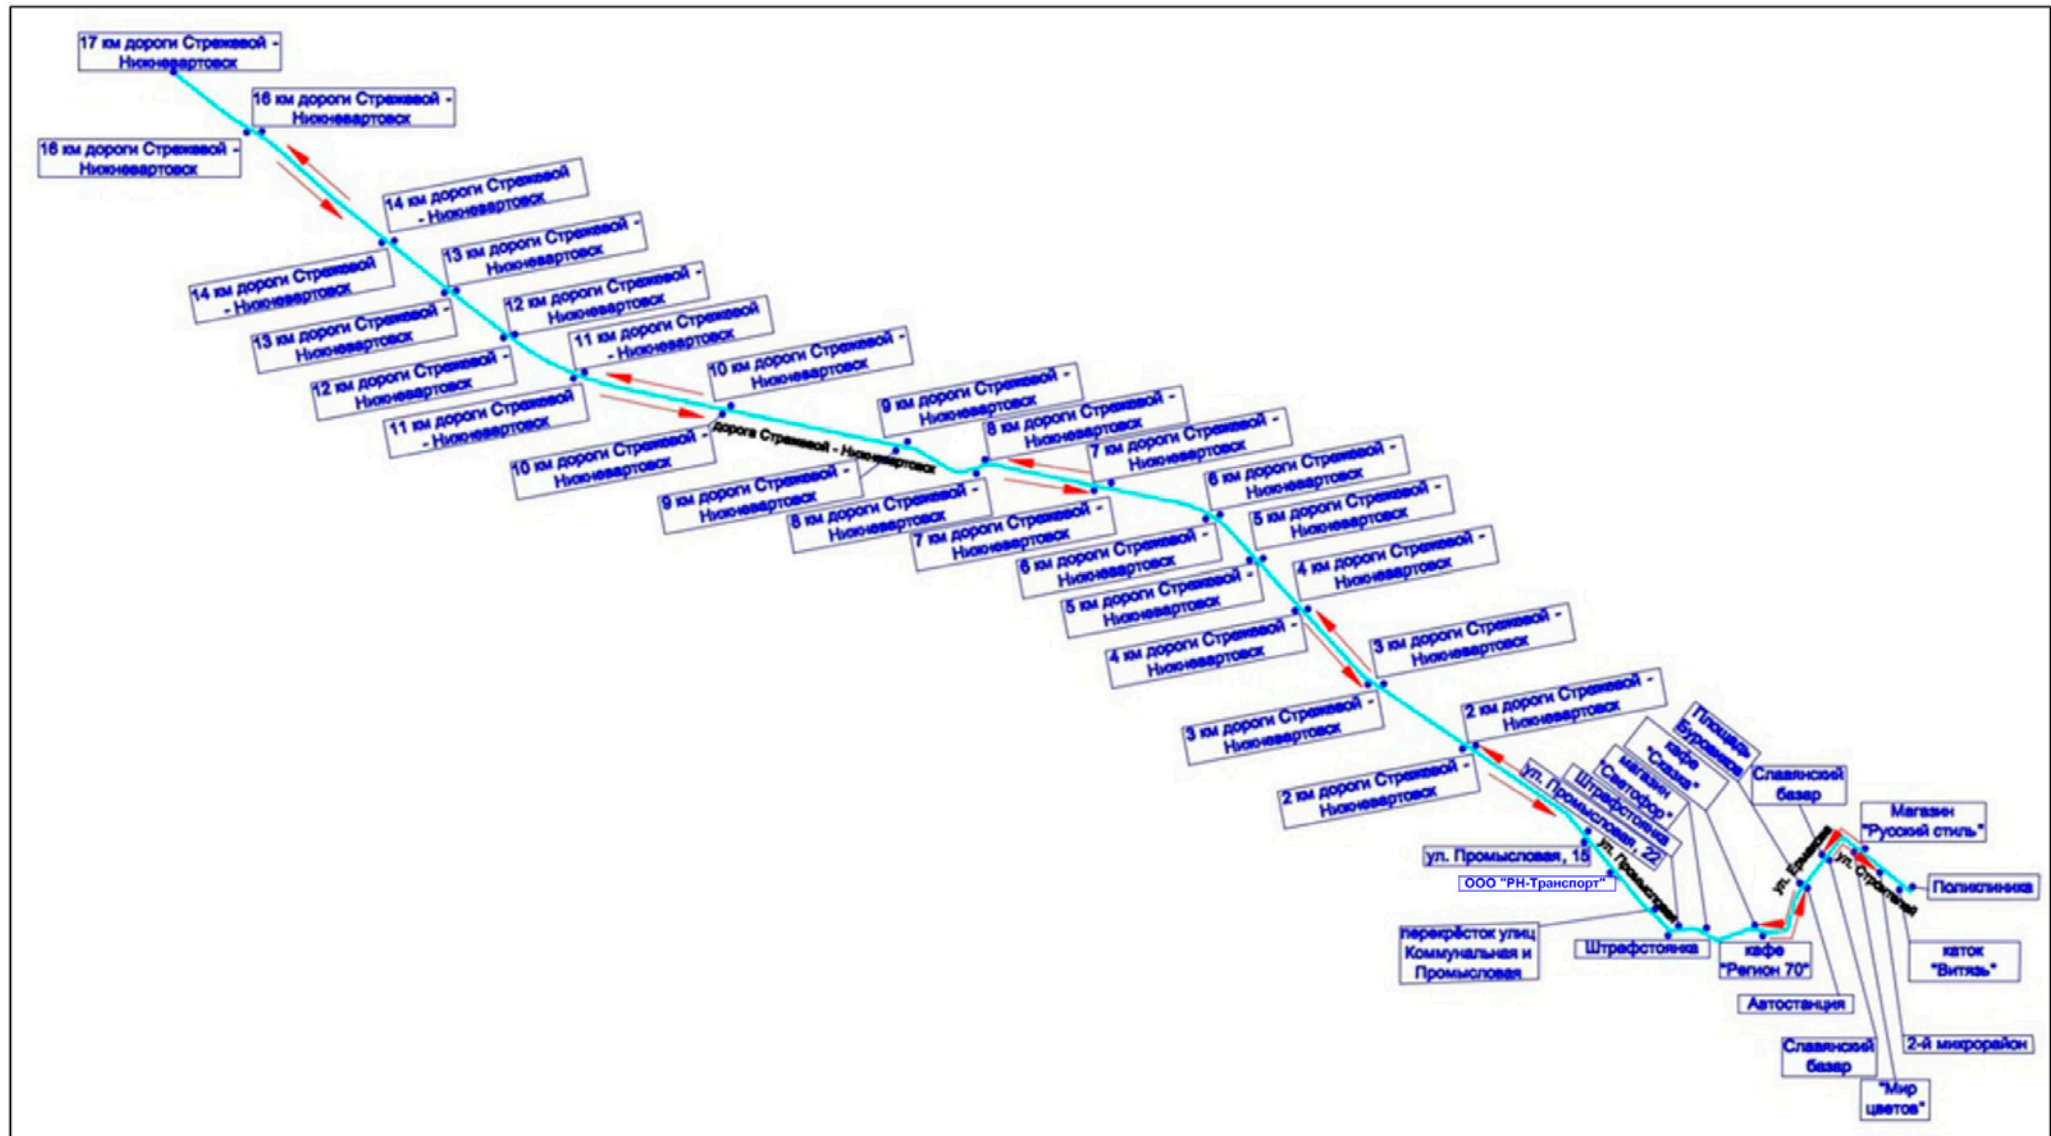 17 км дороги Стрежевой -
Нижневартовск
16 км дороги Стрежевой -
Нижневартовск
16 км дороги Стрежевой -
Нижневартовск
14 км дороги Стрежевой
- Нижневартовск
14 км дороги Стрежевой
- Нижневартовск
13 км дороги Стрежевой -
Нижневартовск
13 км дороги Стрежевой -
Нижневартовск
12 км дороги Стрежевой -
Нижневартовск
12 км дороги Стрежевой -
Нижневартовск
11 км дороги Стрежевой
- Нижневартовск
11 км дороги Стрежевой
- Нижневартовск
10 км дороги Стрежевой -
Нижневартовск
10 км дороги Стрежевой -
Нижневартовск
дорога Стрежевой - Нижневартовск
9 км дороги Стрежевой -
Нижневартовск
9 км дороги Стрежевой -
Нижневартовск
8 км дороги Стрежевой -
Нижневартовск
8 км дороги Стрежевой -
Нижневартовск
7 км дороги Стрежевой -
Нижневартовск
7 км дороги Стрежевой -
Нижневартовск
6 км дороги Стрежевой -
Нижневартовск
6 км дороги Стрежевой -
Нижневартовск
5 км дороги Стрежевой -
Нижневартовск
5 км дороги Стрежевой -
Нижневартовск
4 км дороги Стрежевой -
Нижневартовск
4 км дороги Стрежевой -
Нижневартовск
3 км дороги Стрежевой -
Нижневартовск
3 км дороги Стрежевой -
Нижневартовск
2 км дороги Стрежевой -
Нижневартовск
2 км дороги Стрежевой -
Нижневартовск
ул. Промысловая, 22
Штрафстоянка
магазин
"Светофор"
кафе
"Сказка"
Площадь
Буровиков
Славянский
базар
Магазин
"Русский стиль"
ул. Промысловая, 15
ООО "РН-Транспорт"
ул. Промысловая
ул. Ермакова
ул. Строителей
Поликлиника
перекрёсток улиц
Коммунальная и
Промысловая
Штрафстоянка
кафе
"Регион 70"
каток
"Витязь"
Автостанция
Славянский
базар
2-й микрорайон
"Мир
цветов"